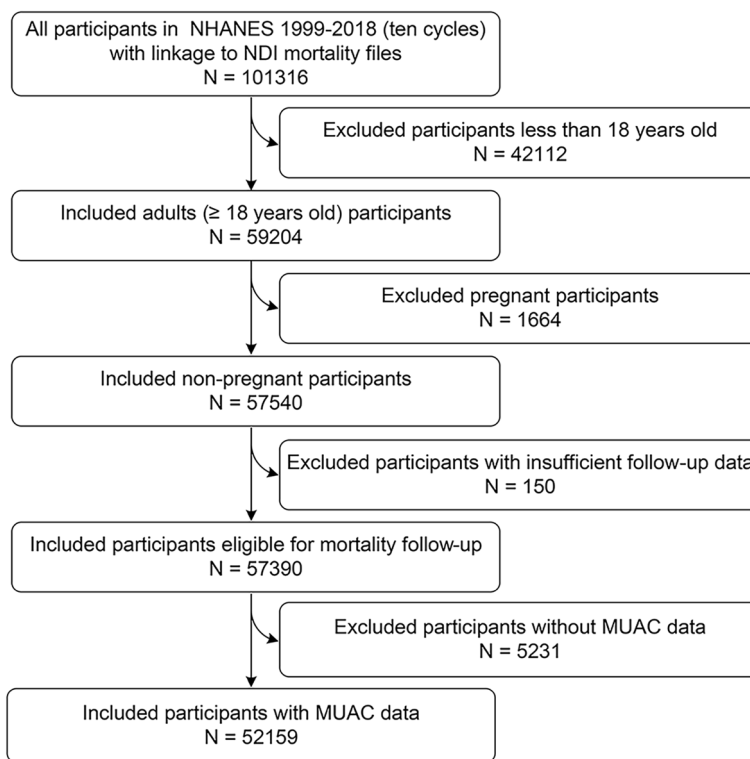 All participants in NHANES 1999-2018 (ten cycles)
with linkage to NDI mortality files
N = 101316
Excluded participants less than 18 years old
N = 42112
Included adults (≥ 18 years old) participants
N = 59204
Excluded pregnant participants
N = 1664
Included non-pregnant participants
N = 57540
Excluded participants with insufficient follow-up data
N = 150
Included participants eligible for mortality follow-up
N = 57390
Excluded participants without MUAC data
N = 5231
Included participants with MUAC data
N = 52159